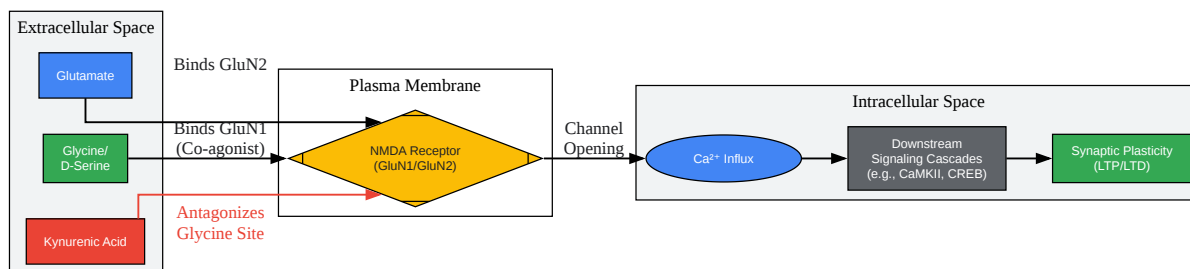 Extracellular Space
Glutamate
Glycine/
D-Serine
Kynurenic Acid
Binds GluN2
Binds GluN1
(Co-agonist)
Antagonizes
Glycine Site
Plasma Membrane
NMDA Receptor
(GluN1/GluN2)
Channel
Opening
Intracellular Space
Ca²⁺ Influx
Downstream
Signaling Cascades
(e.g., CaMKII, CREB)
Synaptic Plasticity
(LTP/LTD)